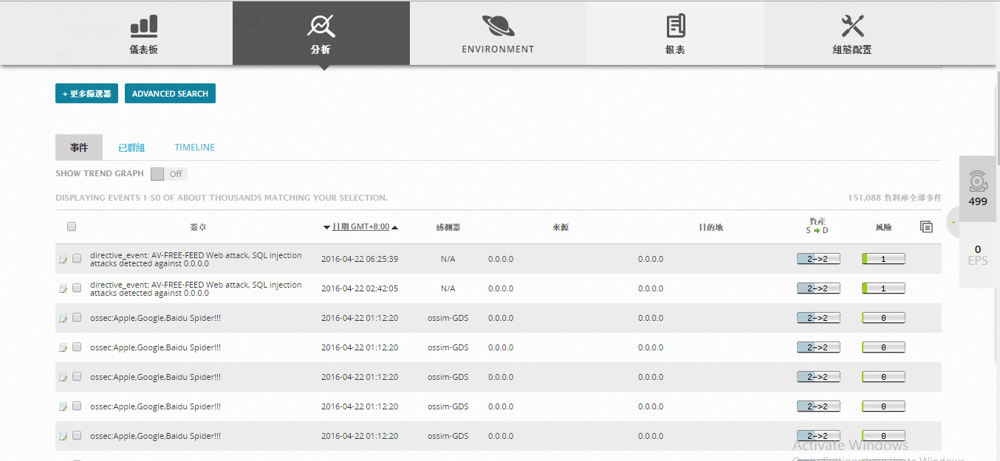 儀表板
分析
ENVIRONMENT
報表
組態配置
+ 更多篩選器
ADVANCED SEARCH
事件
已群組
TIMELINE
SHOW TREND GRAPH
Off
DISPLAYING EVENTS 1-50 OF ABOUT THOUSANDS MATCHING YOUR SELECTION.
151,088 資料庫全部事件
簽章
日期 GMT+8:00
感測器
來源
目的地
資産
S D
風險
directive_event: AV-FREE-FEED Web attack, SQL injection
attacks detected against 0.0.0.0
2016-04-22 06:25:39
N/A
0.0.0.0
0.0.0.0
2->2
1
directive_event: AV-FREE-FEED Web attack, SQL injection
attacks detected against 0.0.0.0
2016-04-22 02:42:05
N/A
0.0.0.0
0.0.0.0
2->2
1
ossec:Apple,Google,Baidu Spider!!!
2016-04-22 01:12:20
ossim-GDS
0.0.0.0
0.0.0.0
2->2
0
ossec:Apple,Google,Baidu Spider!!!
2016-04-22 01:12:20
ossim-GDS
0.0.0.0
0.0.0.0
2->2
0
ossec:Apple,Google,Baidu Spider!!!
2016-04-22 01:12:20
ossim-GDS
0.0.0.0
0.0.0.0
2->2
0
ossec:Apple,Google,Baidu Spider!!!
2016-04-22 01:12:20
ossim-GDS
0.0.0.0
0.0.0.0
2->2
0
ossec:Apple,Google,Baidu Spider!!!
2016-04-22 01:12:20
ossim-GDS
0.0.0.0
0.0.0.0
2->2
0
499
0
EPS
Activate Windows